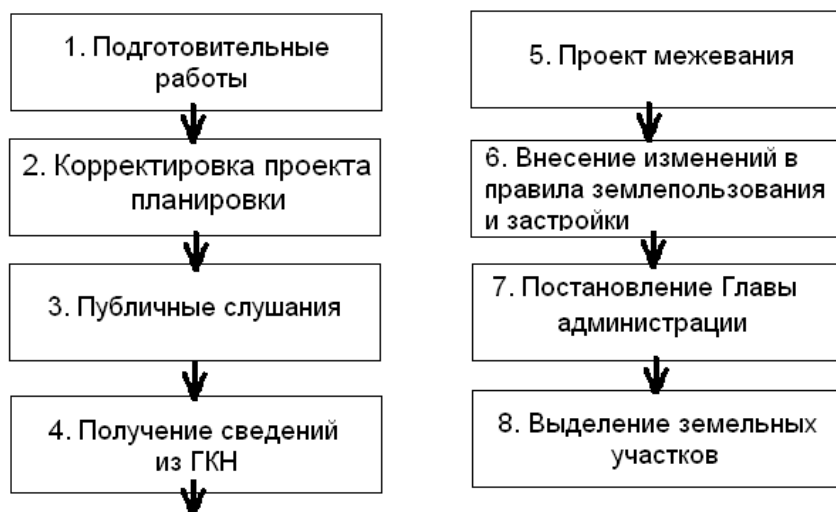 1. Подготовительные
работы
2. Корректировка проекта
планировки
3. Публичные слушания
4. Получение сведений
из ГКН
5. Проект межевания
6. Внесение изменений в
правила землепользования
и застройки
7. Постановление Главы
администрации
8. Выделение земельных
участков